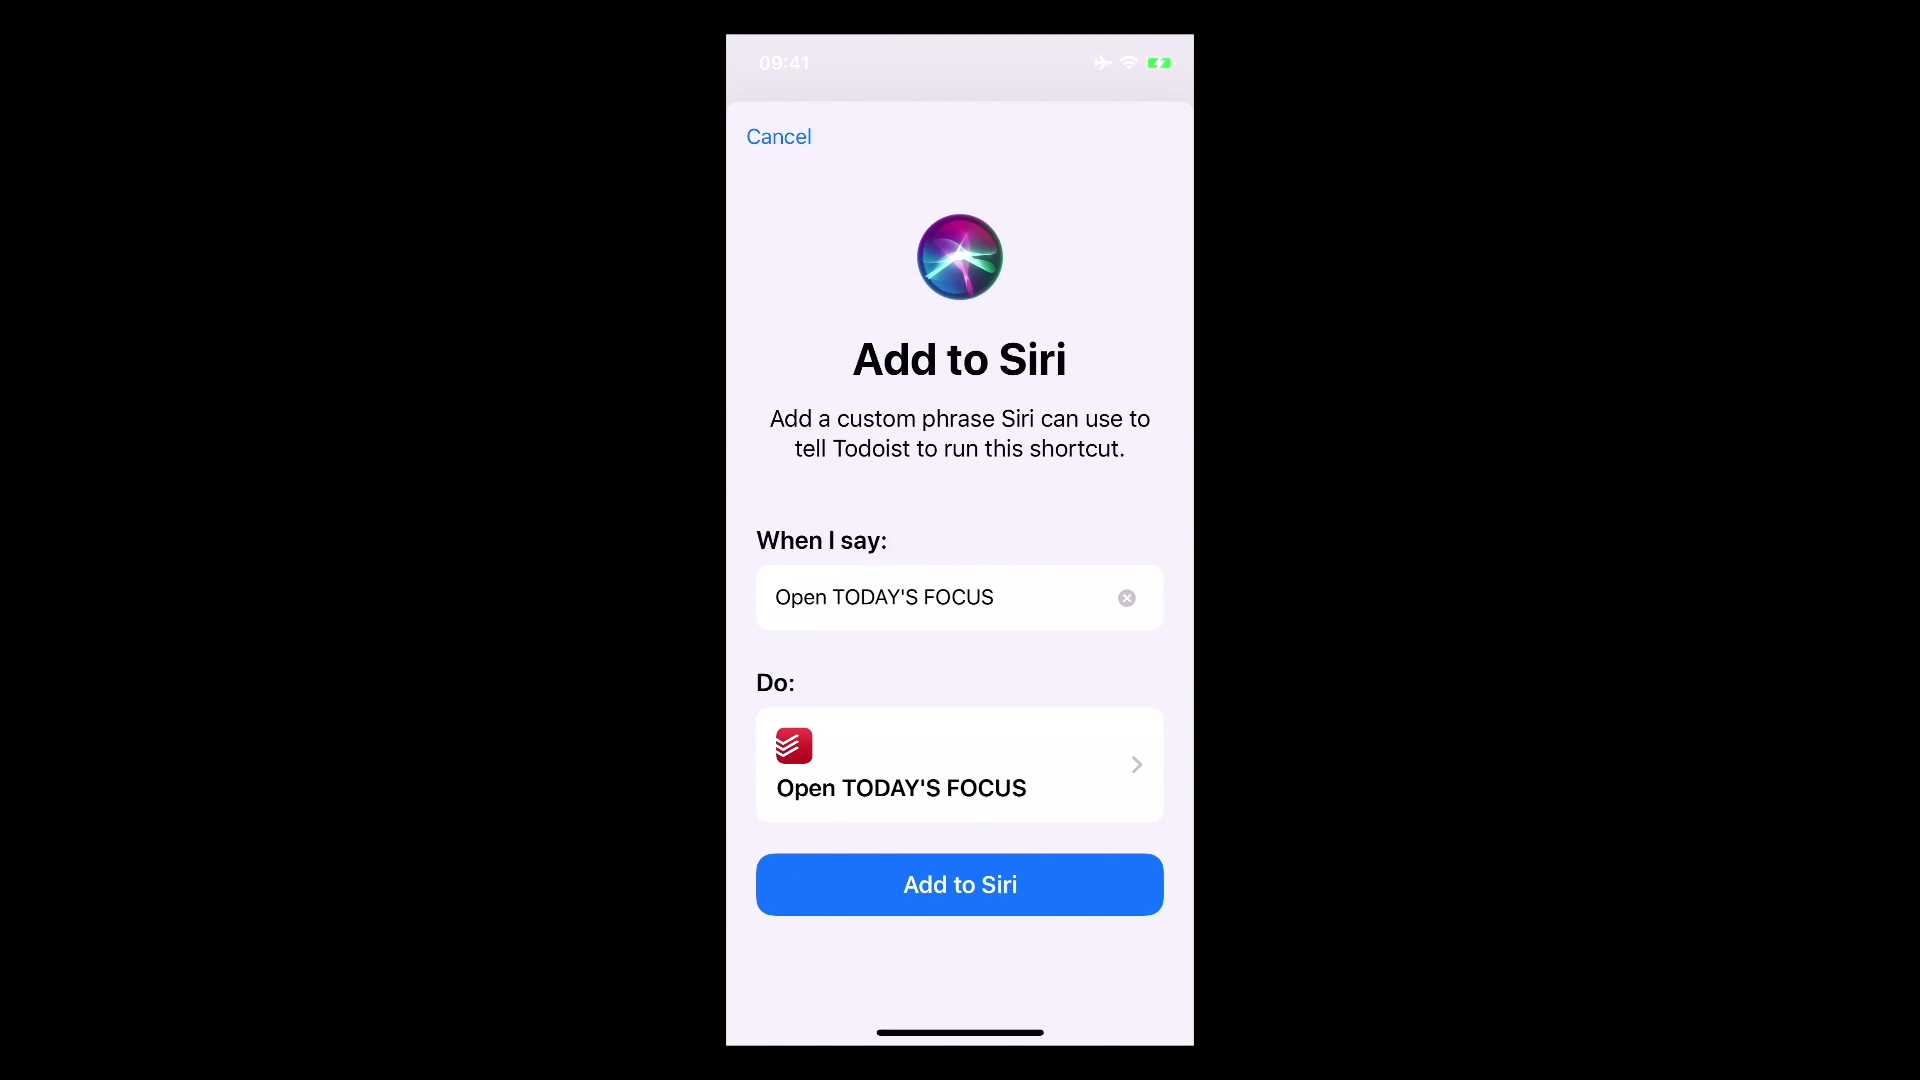 09:41
Cancel
Add to Siri
Add a custom phrase Siri can use to
tell Todoist to run this shortcut.
When I say:
Open TODAY'S FOCUS
Do:
Open TODAY'S FOCUS
Add to Siri